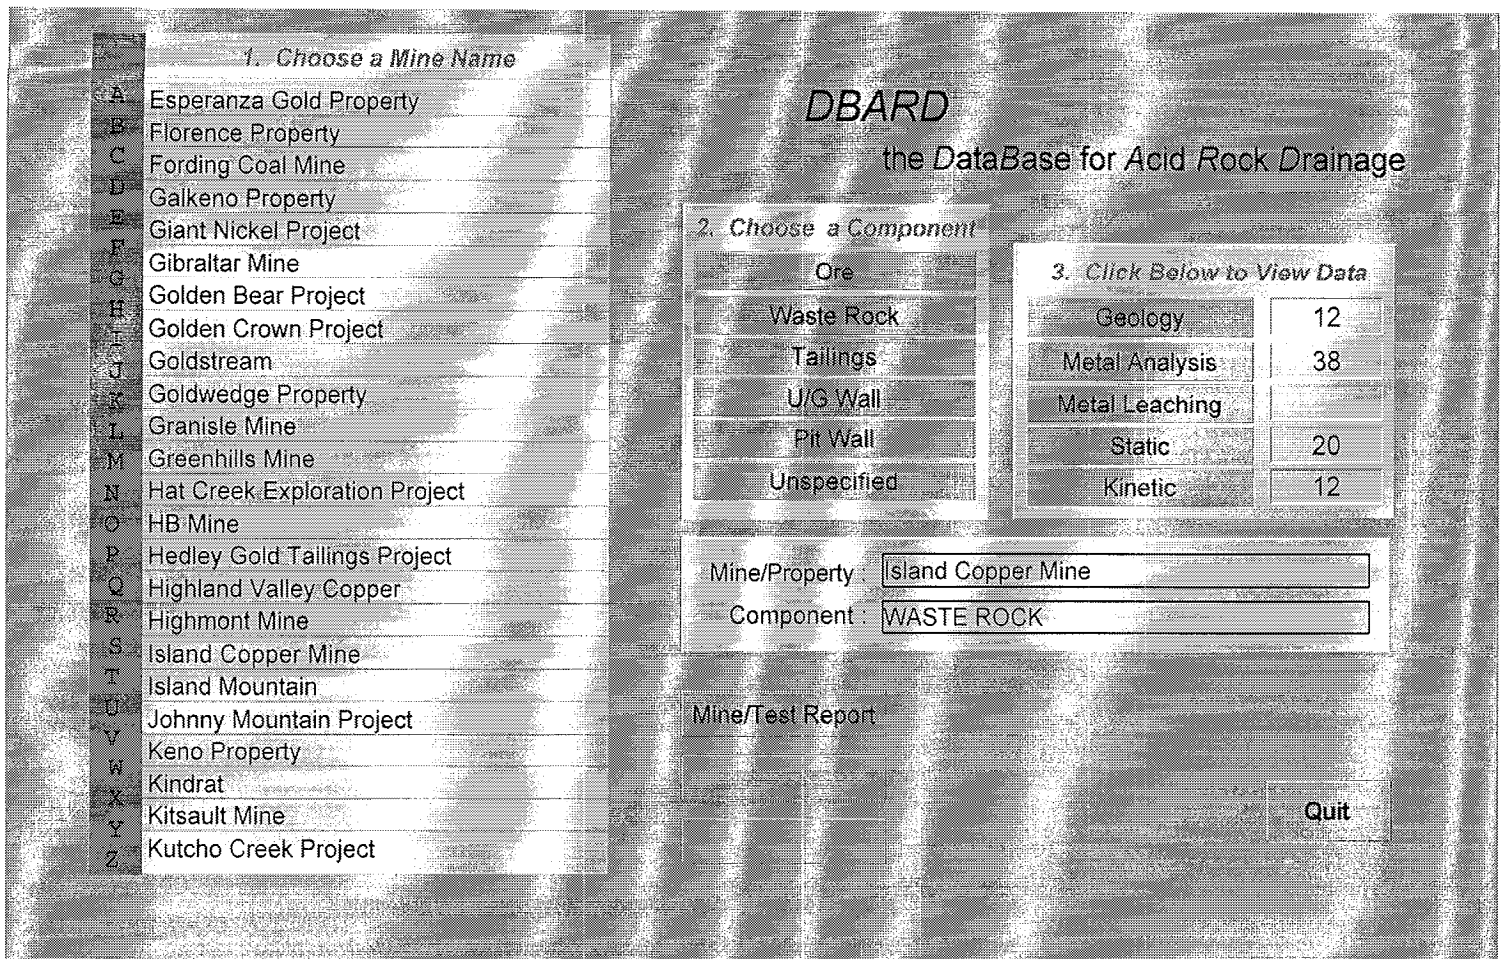 1. Choose a Mine Name
A
B
C
D
E
F
G
H
I
J
K
L
M
N
O
P
Q
R
S
T
U
V
W
X
Y
Z
Esperanza Gold Property
Florence Property
Fording Coal Mine
Galkeno Property
Giant Nickel Project
Gibraltar Mine
Golden Bear Project
Golden Crown Project
Goldstream
Goldwedge Property
Granisle Mine
Greenhills Mine
Hat Creek Exploration Project
HB Mine
Hedley Gold Tailings Project
Highland Valley Copper
Highmont Mine
Island Copper Mine
Island Mountain
Johnny Mountain Project
Keno Property
Kindrat
Kitsault Mine
Kutcho Creek Project
DBARD
the DataBase for Acid Rock Drainage
2. Choose a Component
Ore
Waste Rock
Tailings
U/G Wall
Pit Wall
Unspecified
3. Click Below to View Data
Geology 12
Metal Analysis 38
Metal Leaching
Static 20
Kinetic 12
Mine/Property : Island Copper Mine
Component : WASTE ROCK
Mine/Test Report
Quit